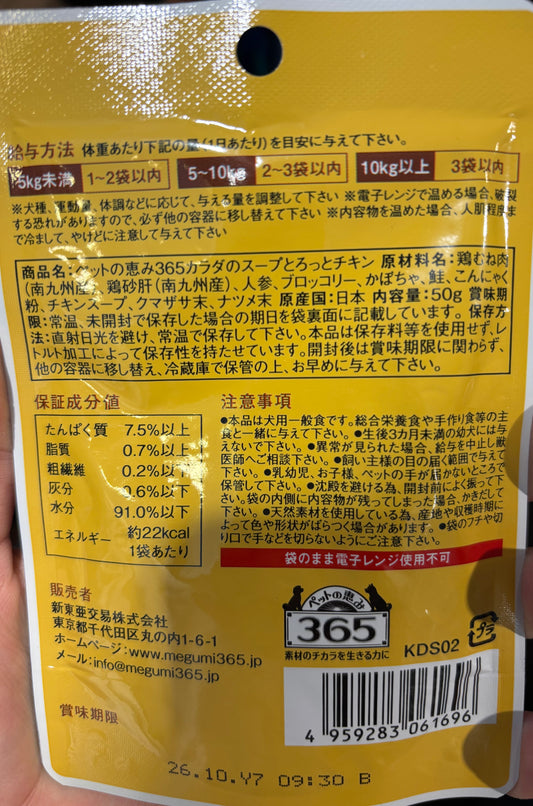 給与方法 体重あたり下記の量(1日あたり)を目安に与えて下さい。
5kg未満 1~2袋以内 5~10kg 2~3袋以内 10kg以上 3袋以内
※犬種、運動量、体調などに応じて、与える量を調整して下さい ※電子レンジで温める場合、破裂
する恐れがありますので、必ず他の容器に移し替えて下さい ※内容物を温めた場合、人肌程度ま
で冷まして、やけどに注意して与えて下さい
商品名:ペットの恵み365カラダのスープとろっとチキン 原材料名:鶏むね肉
(南九州産)、鶏砂肝(南九州産)、人参、ブロッコリー、かぼちゃ、鮭、こんにゃく
粉、チキンスープ、クマザサ末、ナツメ末 原産国:日本 内容量:50g 賞味期
限:常温、未開封で保存した場合の期日を袋裏面に記載しています。 保存方
法:直射日光を避け、常温で保存して下さい。本品は保存料等を使用せず、レ
トルト加工によって保存性を持たせています。開封後は賞味期限に関わらず、
他の容器に移し替え、冷蔵庫で保管の上、お早めに与えて下さい。
保証成分値
たんぱく質 7.5%以上
脂質 0.7%以上
粗繊維 0.2%以下
灰分 0.6%以下
水分 91.0%以下
エネルギー 約22kcal
1袋あたり
注意事項
●本品は犬用一般食です。総合栄養食や手作り食等の主
食と一緒に与えて下さい。●生後3カ月未満の幼犬には与
えないで下さい。●異常が見られた場合、給与を中止し獣
医師へご相談下さい。●飼い主様の目の届く範囲で与えて
下さい。●乳幼児、お子様、ペットの手が届かないところで
保管して下さい。●沈殿を避ける為、開封前によく振って下
さい。袋の内側に内容物が残ってしまった場合、かきだして
下さい。●天然素材を使用している為、産地や収穫時期に
よって色や形状がばらつく場合があります。●袋のフチや切
り口で手などを切らないようにご注意下さい。
袋のまま電子レンジ使用不可
販売者
新東亜交易株式会社
東京都千代田区丸の内1-6-1
ホームページ:www.megumi365.jp
メール:info@megumi365.jp
ペットの恵み
365
素材のチカラを生きる力に
KDS02
プラ
4 959283 061696
賞味期限
26.10.Y7 09:30 B